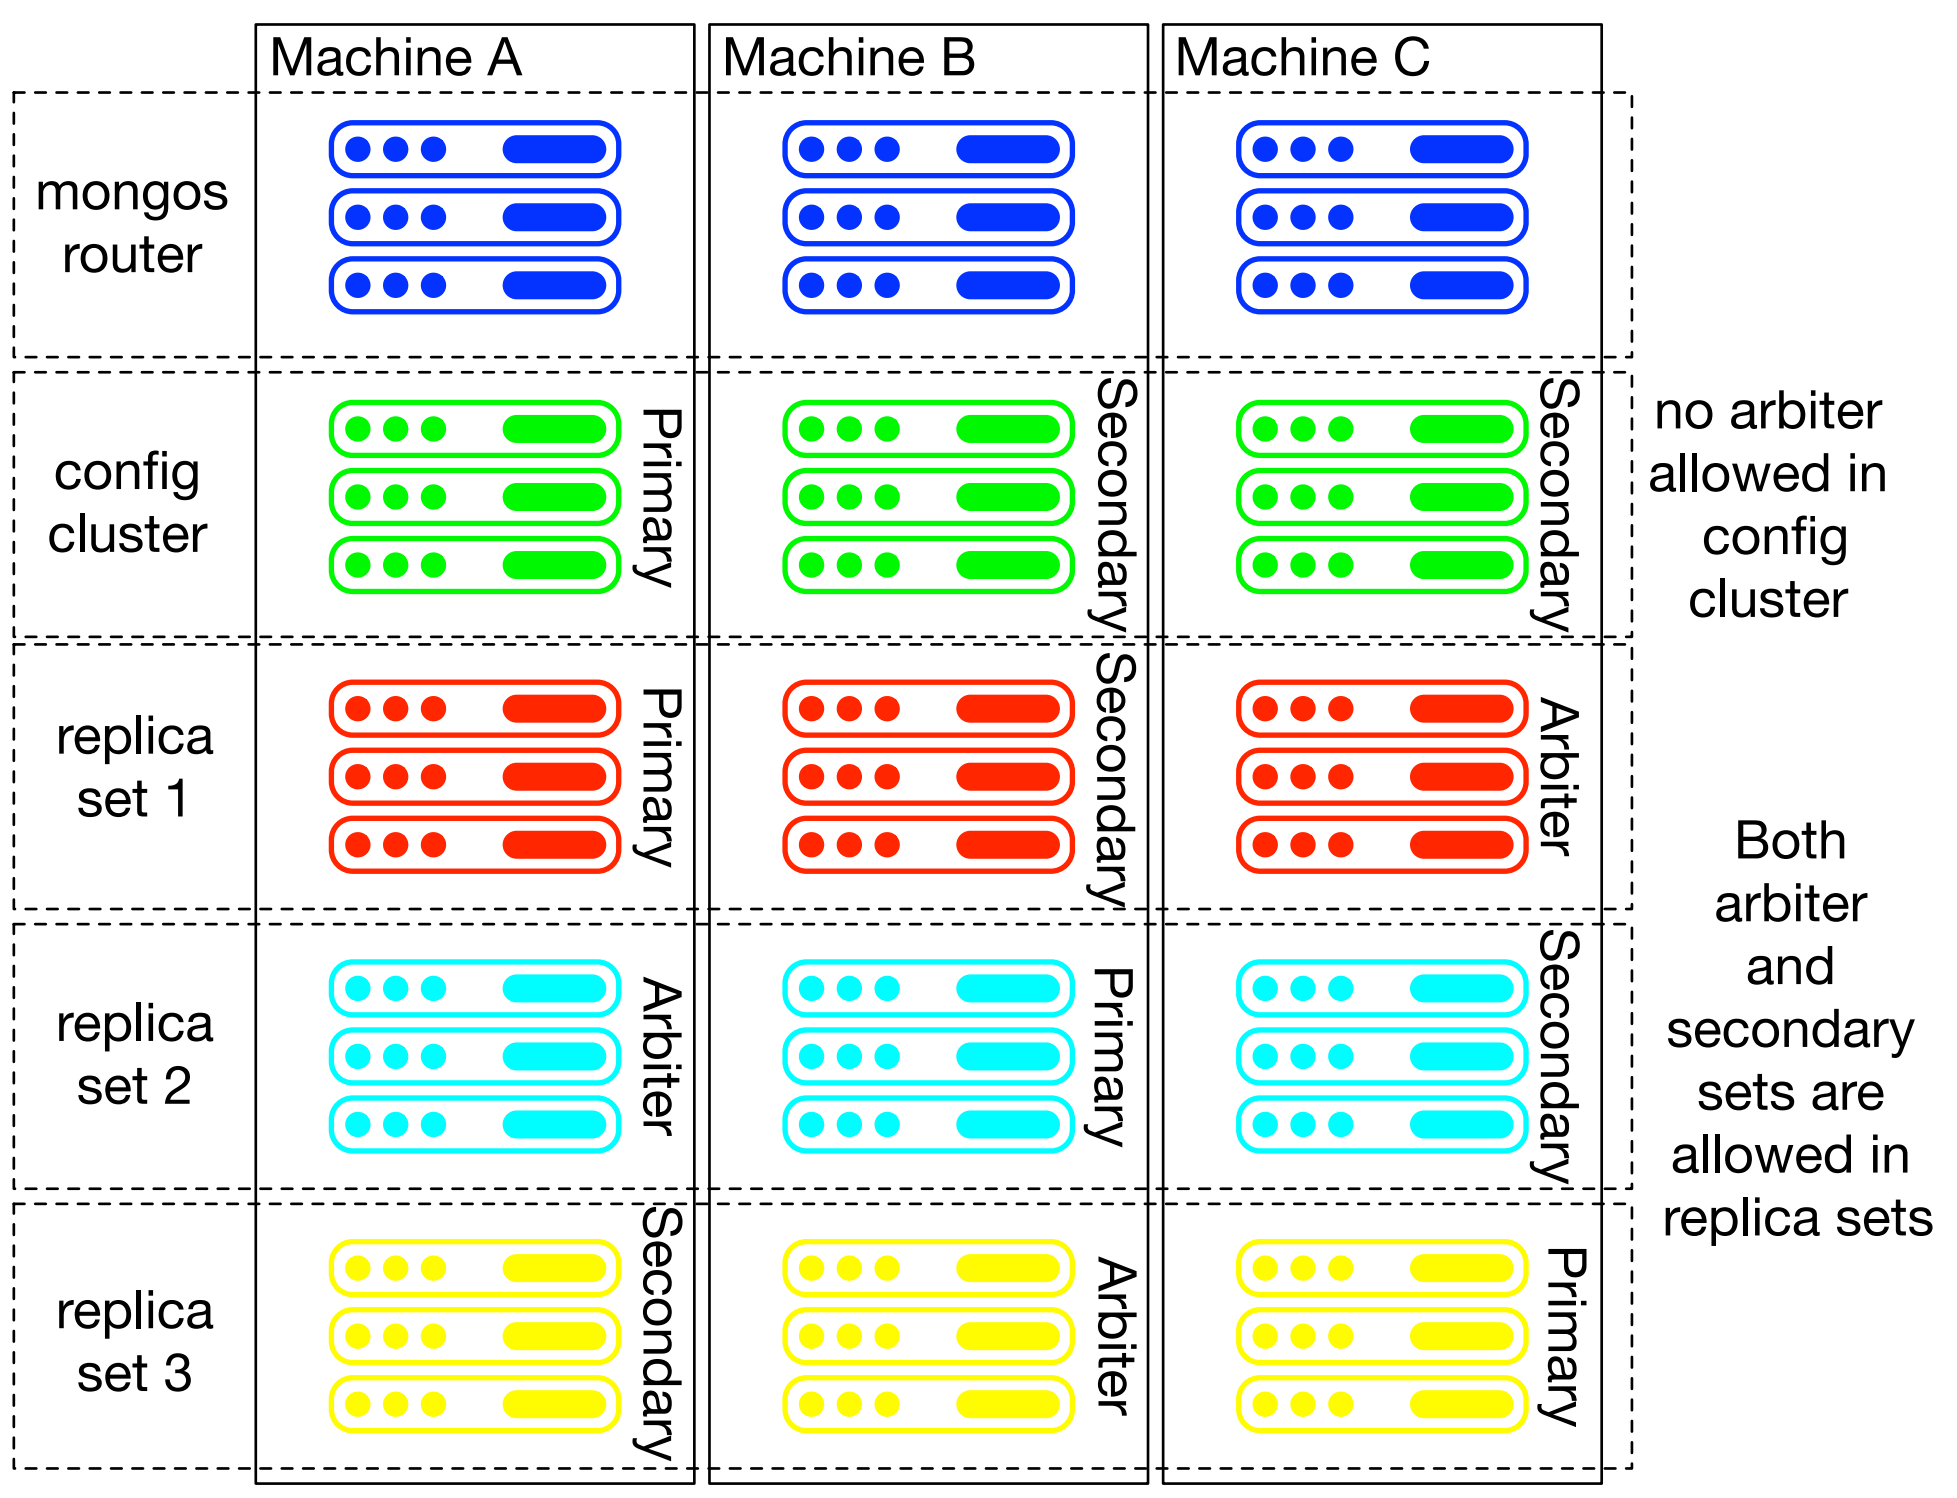 Machine A
Machine B
Machine C
mongos
router
config
cluster
Primary
Secondary
Secondary
no arbiter
allowed in
config
cluster
replica
set 1
Primary
Secondary
Arbiter
replica
set 2
Arbiter
Primary
Secondary
replica
set 3
Secondary
Arbiter
Primary
Both
arbiter
and
secondary
sets are
allowed in
replica sets